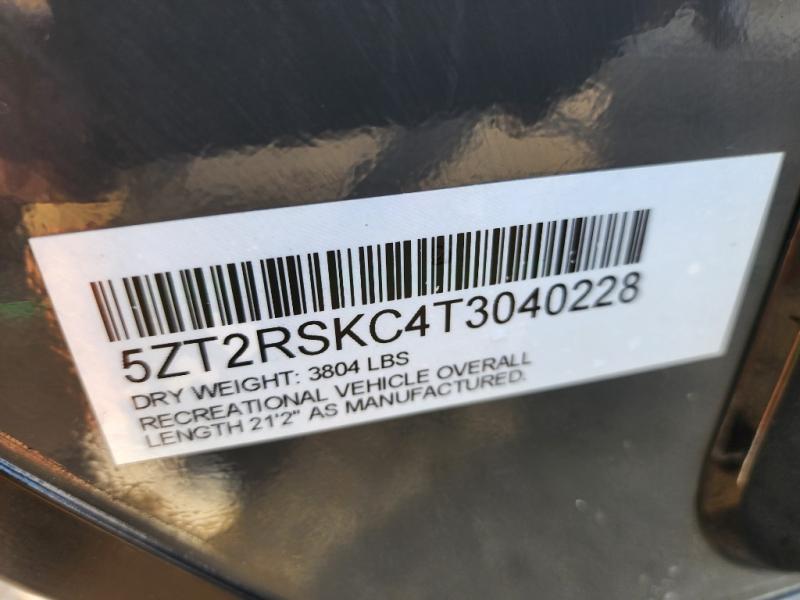 5ZT2RSKC4T3040228
DRY WEIGHT: 3804 LBS
RECREATIONAL VEHICLE OVERALL
LENGTH 21'2" AS MANUFACTURED.